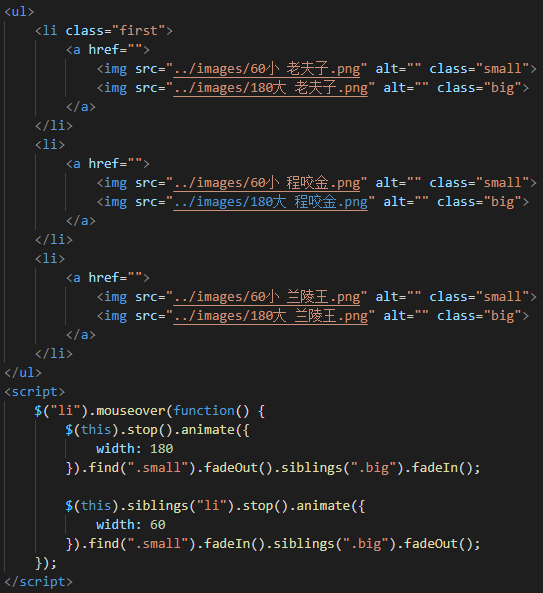 <ul>
    <li class="first">
        <a href="">
            <img src="../images/60小 老夫子.png" alt="" class="small">
            <img src="../images/180大 老夫子.png" alt="" class="big">
        </a>
    </li>
    <li>
        <a href="">
            <img src="../images/60小 程咬金.png" alt="" class="small">
            <img src="../images/180大 程咬金.png" alt="" class="big">
        </a>
    </li>
    <li>
        <a href="">
            <img src="../images/60小 兰陵王.png" alt="" class="small">
            <img src="../images/180大 兰陵王.png" alt="" class="big">
        </a>
    </li>
</ul>
<script>
    $("li").mouseover(function() {
        $(this).stop().animate({
            width: 180
        }).find(".small").fadeOut().siblings(".big").fadeIn();

        $(this).siblings("li").stop().animate({
            width: 60
        }).find(".small").fadeIn().siblings(".big").fadeOut();
    });
</script>